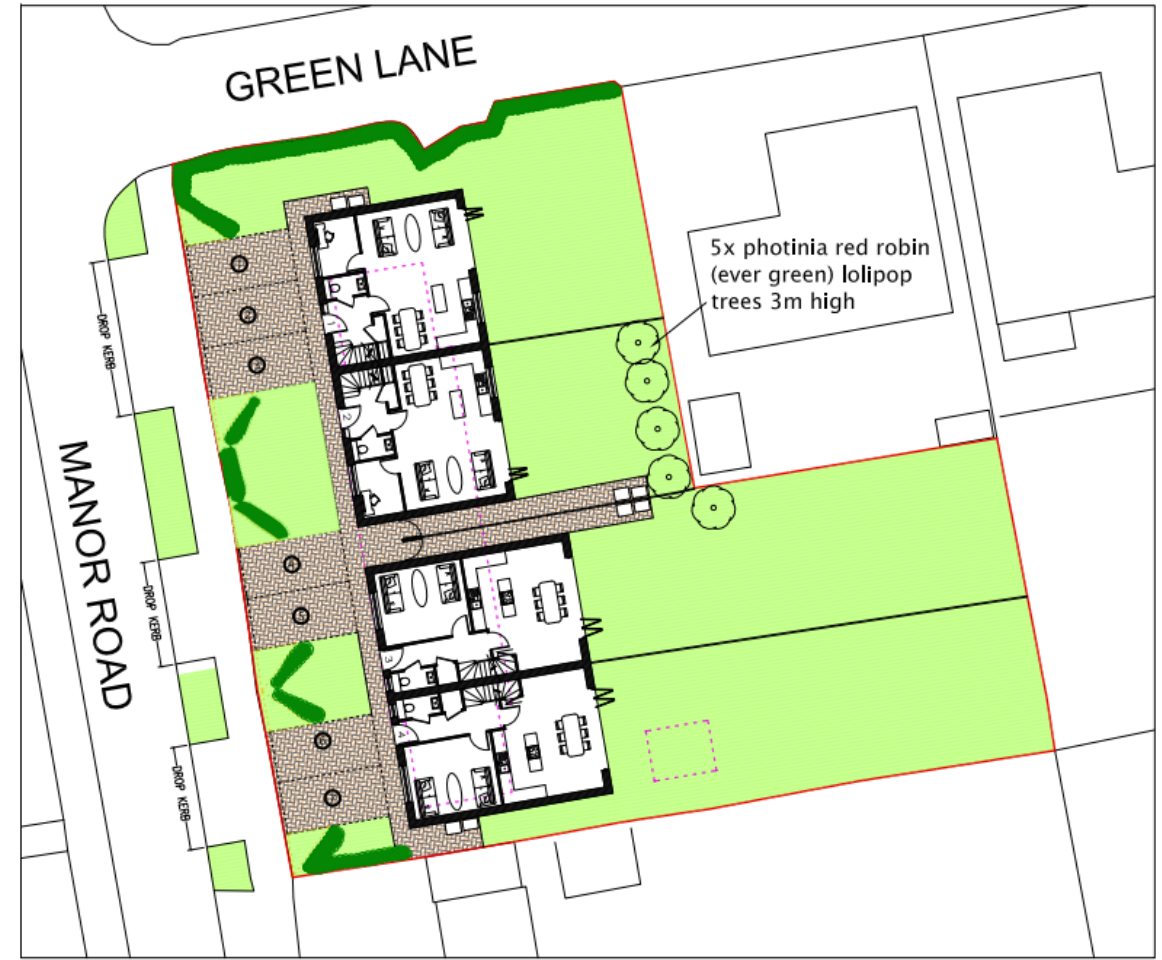 GREEN LANE
5x photinia red robin
(ever green) lolipop
trees 3m high
DROP KERB
MANOR ROAD
DROP KERB
DROP KERB
1
2
3
4